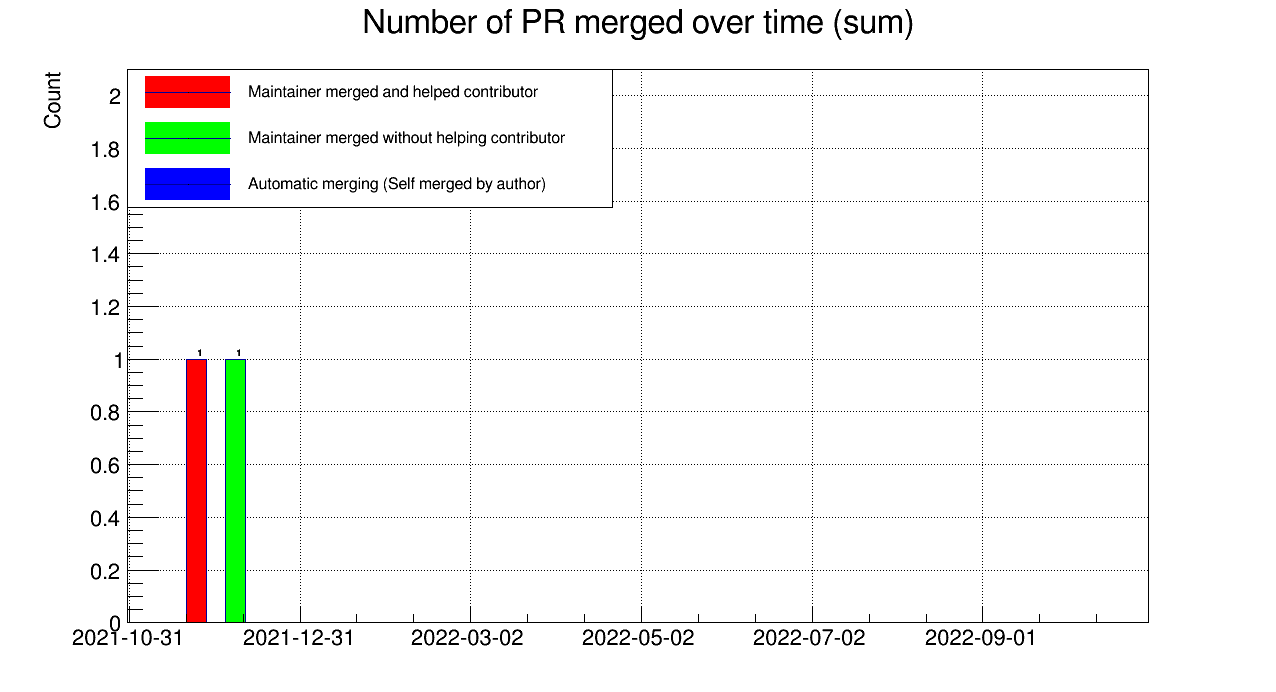 Number of PR merged over time (sum)
Count
Maintainer merged and helped contributor
Maintainer merged without helping contributor
Automatic merging (Self merged by author)
2
1.8
1.6
1.4
1.2
1
0.8
0.6
0.4
0.2
0
1 1
2021-10-31 2021-12-31 2022-03-02 2022-05-02 2022-07-02 2022-09-01